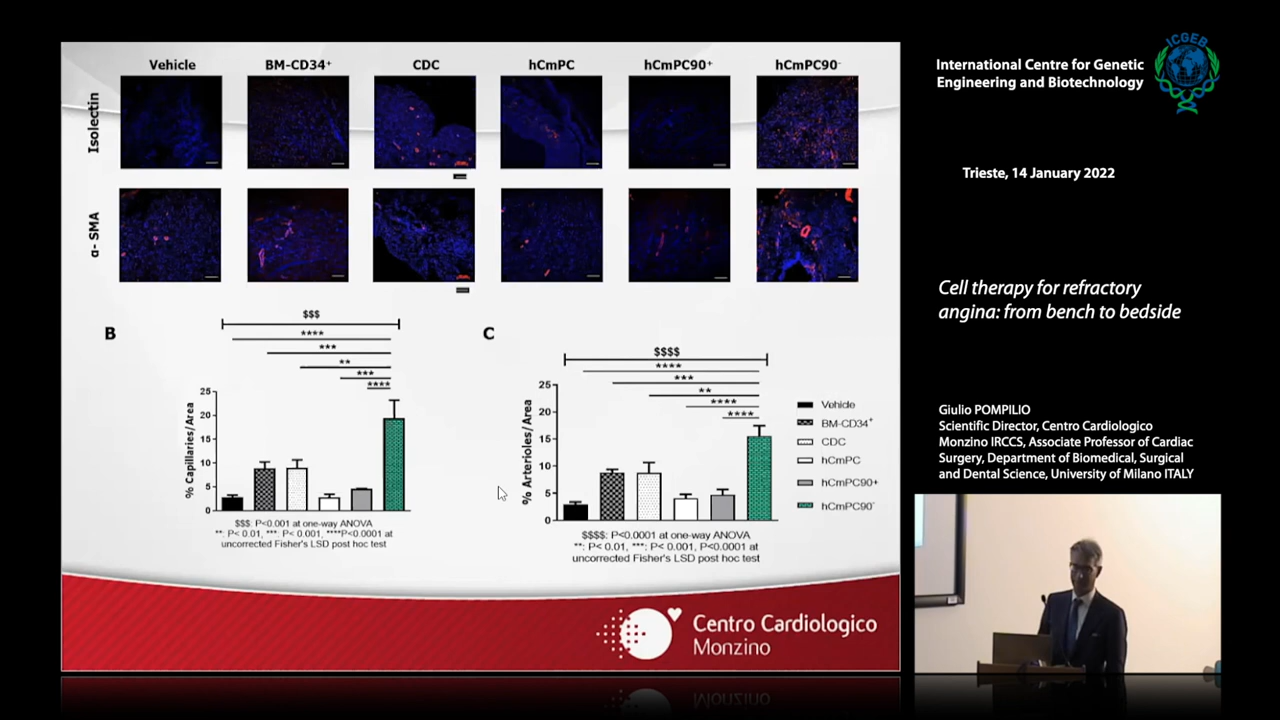 Vehicle BM-CD34+ CDC hCmPC hCmPC90+ hCmPC90-
Isolectin
α- SMA
B
$$$
****
***
**
***
****
% Capillaries/Area
25
20
15
10
5
0
$$$: P<0.001 at one-way ANOVA
**: P< 0.01, ***: P< 0.001, ****P<0.0001 at
uncorrected Fisher's LSD post hoc test
C
$$$$
****
***
**
****
****
% Arterioles/Area
25
20
15
10
5
0
$$$$: P<0.0001 at one-way ANOVA
**: P< 0.01, ***: P< 0.001, P<0.0001 at
uncorrected Fisher's LSD post hoc test
Vehicle
BM-CD34+
CDC
hCmPC
hCmPC90+
hCmPC90-
Centro Cardiologico
Monzino
International Centre for Genetic
Engineering and Biotechnology
ICGEB
Trieste, 14 January 2022
Cell therapy for refractory
angina: from bench to bedside
Giulio POMPILIO
Scientific Director, Centro Cardiologico
Monzino IRCCS, Associate Professor of Cardiac
Surgery, Department of Biomedical, Surgical
and Dental Science, University of Milano ITALY